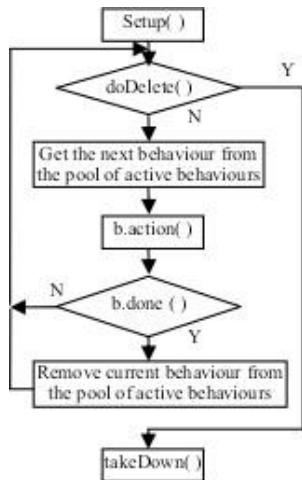 Setup( )
doDelete( )
Y
N
Get the next behaviour from
the pool of active behaviours
b.action( )
N
b.done ( )
Y
Remove current behaviour from
the pool of active behaviours
takeDown( )